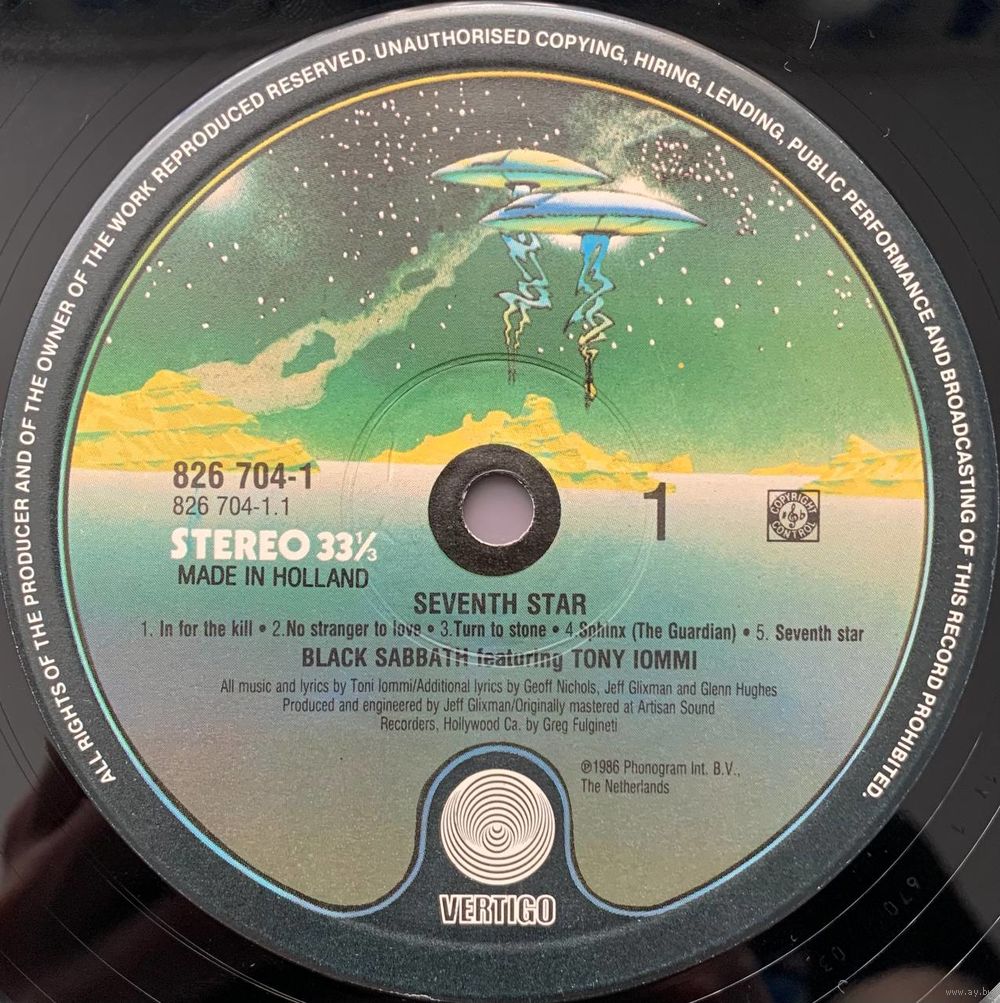 ALL RIGHTS OF THE PRODUCER AND OF THE OWNER OF THE WORK REPRODUCED RESERVED. UNAUTHORISED COPYING, HIRING, LENDING, PUBLIC PERFORMANCE AND BROADCASTING OF THIS RECORD PROHIBITED.
826 704-1
826 704-1.1
STEREO 33⅓
MADE IN HOLLAND
1
COPYRIGHT
CONTROL
SEVENTH STAR
1. In for the kill • 2.No stranger to love • 3.Turn to stone • 4.Sphinx (The Guardian) • 5. Seventh star
BLACK SABBATH featuring TONY IOMMI
All music and lyrics by Toni Iommi/Additional lyrics by Geoff Nichols, Jeff Glixman and Glenn Hughes
Produced and engineered by Jeff Glixman/Originally mastered at Artisan Sound
Recorders, Hollywood Ca. by Greg Fulgineti
℗1986 Phonogram Int. B.V.,
The Netherlands
VERTIGO
070
www.ay.by